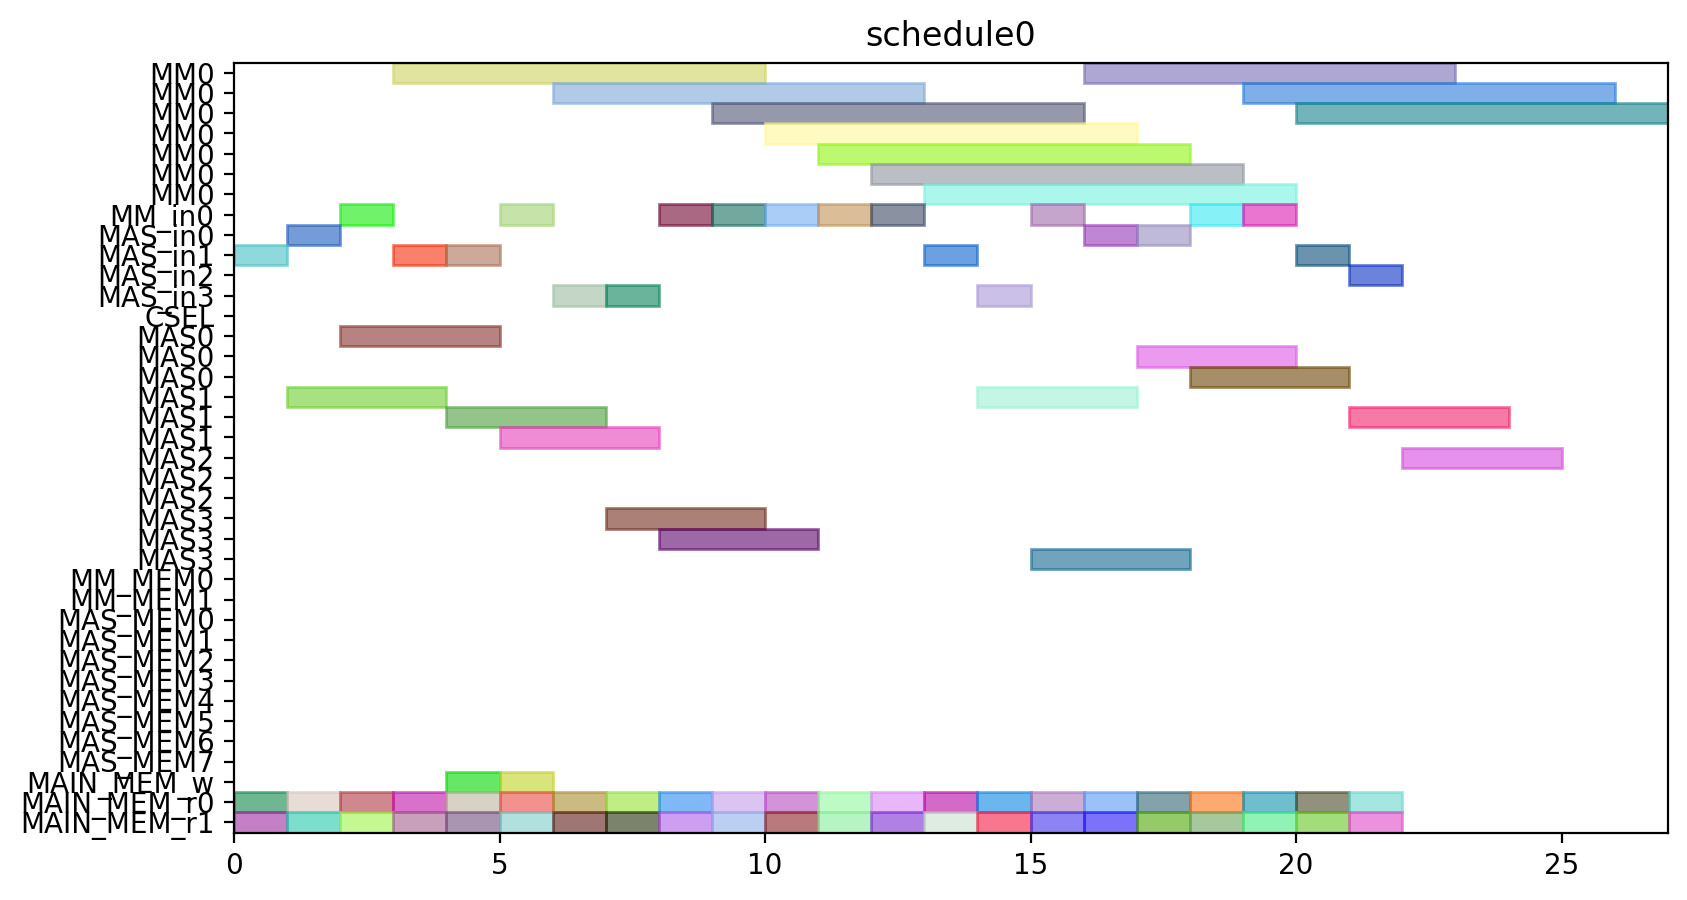 schedule0
MM0
MM0
MM0
MM0
MM0
MM0
MM0
MM_in0
MAS_in0
MAS_in1
MAS_in2
MAS_in3
CSEL
MAS0
MAS0
MAS0
MAS1
MAS1
MAS1
MAS2
MAS2
MAS2
MAS3
MAS3
MAS3
MM_MEM0
MM_MEM1
MAS_MEM0
MAS_MEM1
MAS_MEM2
MAS_MEM3
MAS_MEM4
MAS_MEM5
MAS_MEM6
MAS_MEM7
MAIN_MEM_w
MAIN_MEM_r0
MAIN_MEM_r1
0 5 10 15 20 25